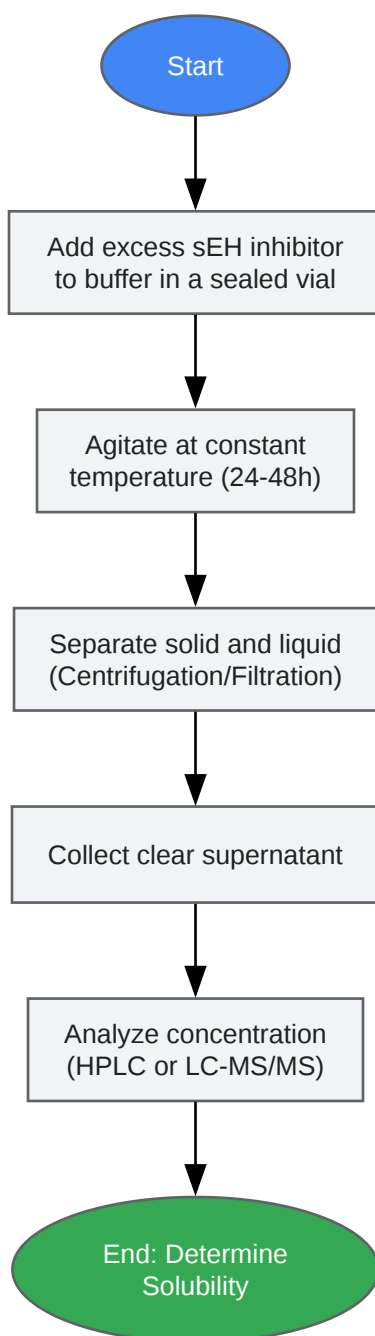 Start
Add excess sEH inhibitor
to buffer in a sealed vial
Agitate at constant
temperature (24-48h)
Separate solid and liquid
(Centrifugation/Filtration)
Collect clear supernatant
Analyze concentration
(HPLC or LC-MS/MS)
End: Determine
Solubility